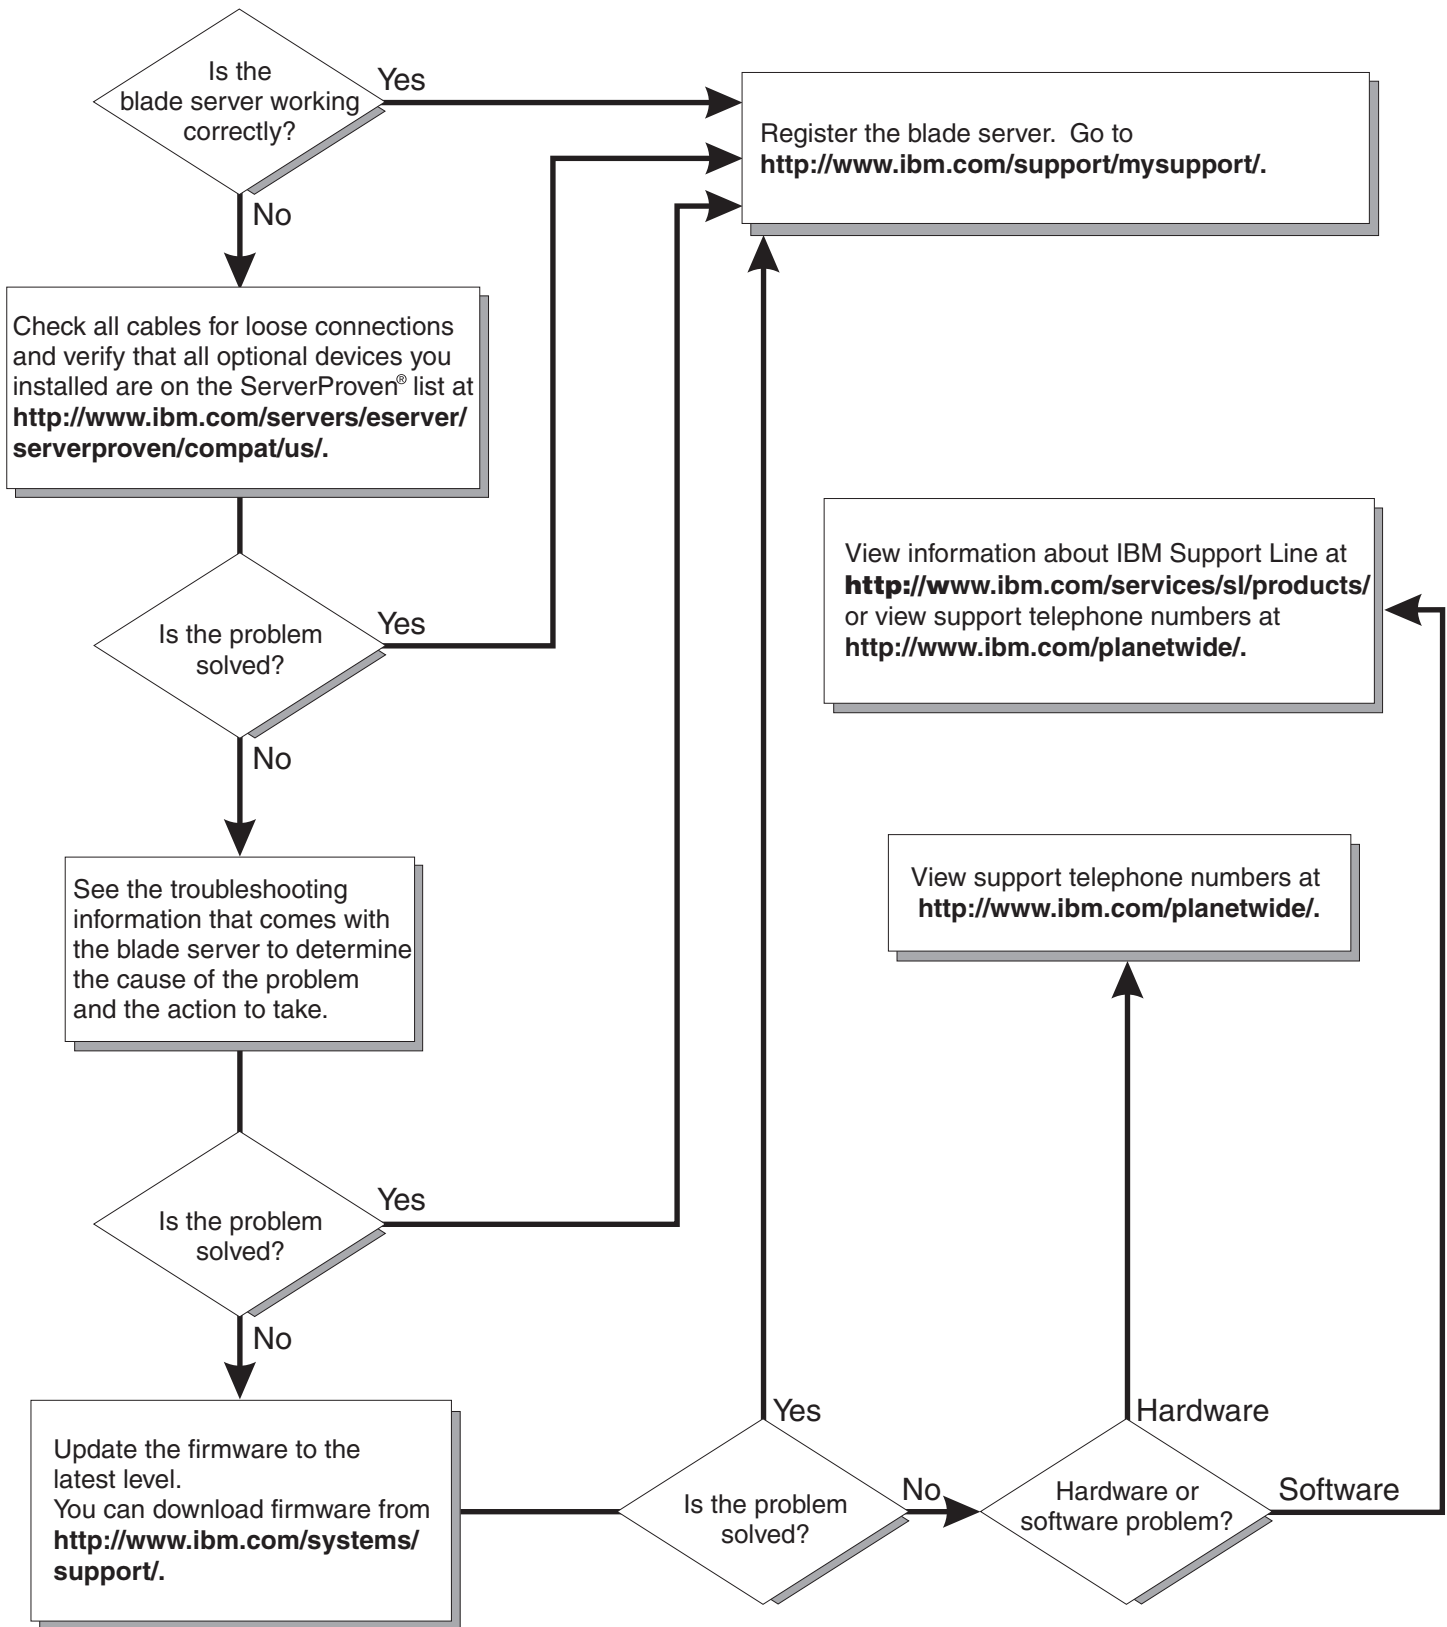 Is the
blade server working
correctly?
Yes
No
Register the blade server.  Go to
http://www.ibm.com/support/mysupport/.
Check all cables for loose connections
and verify that all optional devices you
installed are on the ServerProven® list at
http://www.ibm.com/servers/eserver/
serverproven/compat/us/.
Is the problem
solved?
Yes
No
View information about IBM Support Line at
http://www.ibm.com/services/sl/products/
or view support telephone numbers at
http://www.ibm.com/planetwide/.
See the troubleshooting
information that comes with
the blade server to determine
the cause of the problem
and the action to take.
View support telephone numbers at
http://www.ibm.com/planetwide/.
Is the problem
solved?
Yes
No
Update the firmware to the
latest level.
You can download firmware from
http://www.ibm.com/systems/
support/.
Is the problem
solved?
Yes
No
Hardware or
software problem?
Hardware
Software